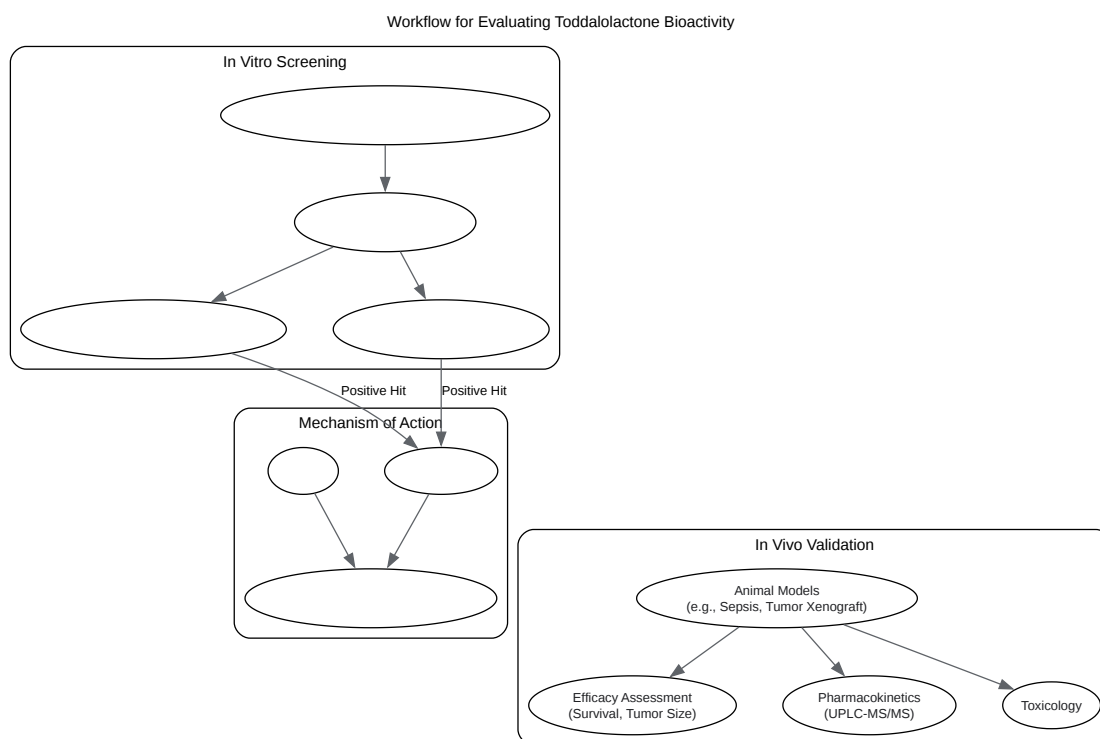 Workflow for Evaluating Toddalolactone Bioactivity
In Vitro Screening
Positive Hit
Positive Hit
Mechanism of Action
In Vivo Validation
Animal Models
(e.g., Sepsis, Tumor Xenograft)
Efficacy Assessment
(Survival, Tumor Size)
Pharmacokinetics
(UPLC-MS/MS)
Toxicology